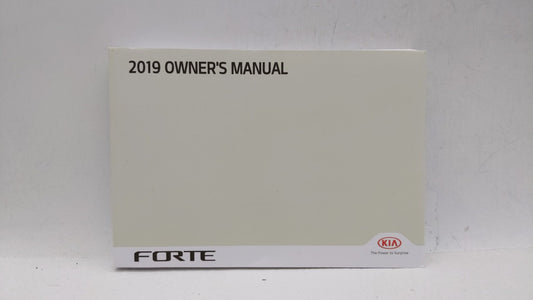 2019 OWNER'S MANUAL
FORTE
KIA
The Power to Surprise